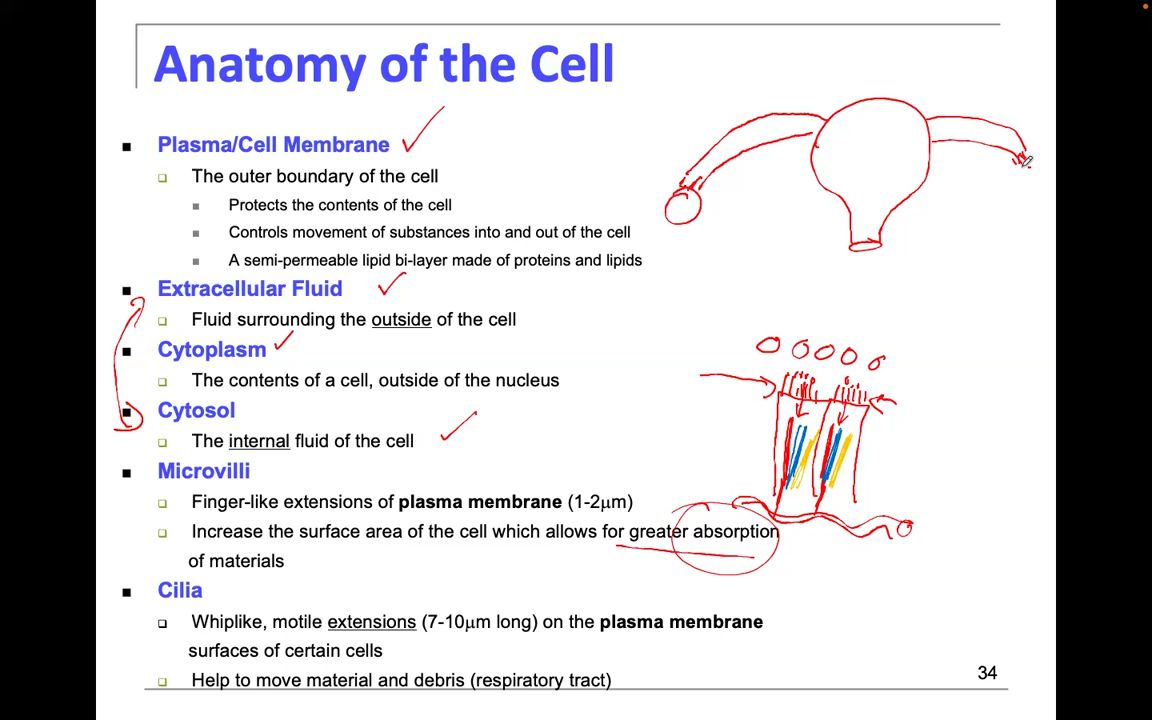 Anatomy of the Cell
Plasma/Cell Membrane
The outer boundary of the cell
Protects the contents of the cell
Controls movement of substances into and out of the cell
A semi-permeable lipid bi-layer made of proteins and lipids
Extracellular Fluid
Fluid surrounding the outside of the cell
Cytoplasm
The contents of a cell, outside of the nucleus
Cytosol
The internal fluid of the cell
Microvilli
Finger-like extensions of plasma membrane (1-2μm)
Increase the surface area of the cell which allows for greater absorption
of materials
Cilia
Whiplike, motile extensions (7-10μm long) on the plasma membrane
surfaces of certain cells
Help to move material and debris (respiratory tract)
34